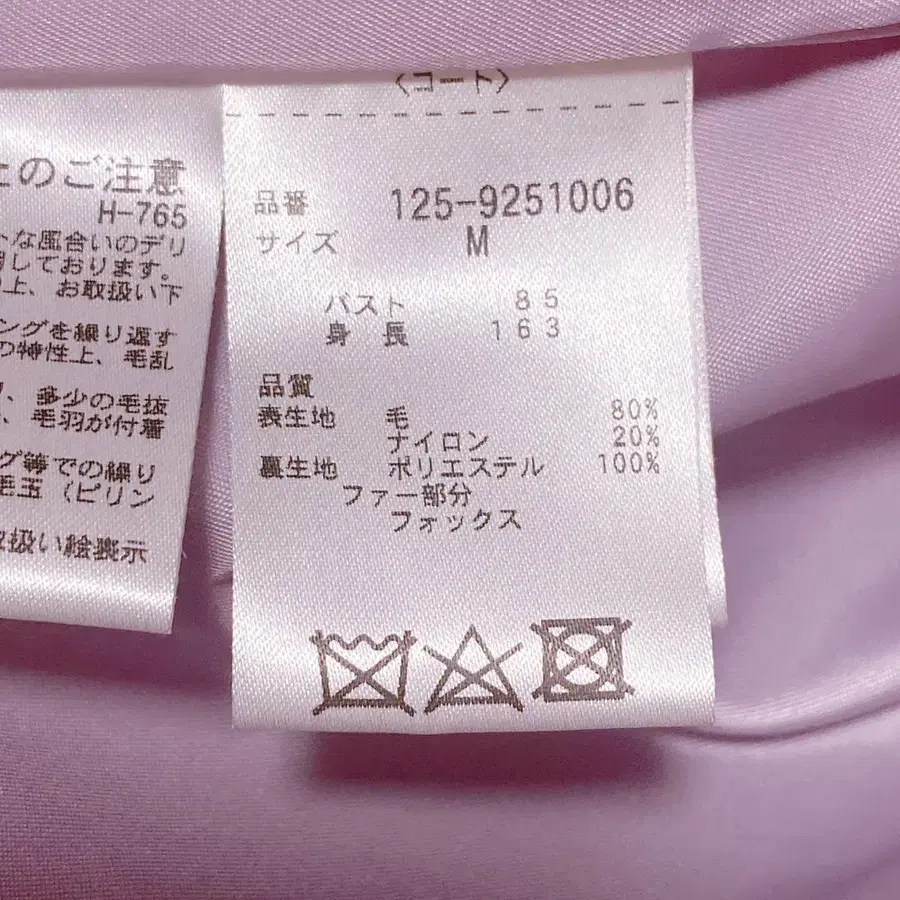 とのご注意
H-765
な風合いのデリ
しております。
上、お取扱い下
ングを繰り返す
の特性上、毛乱
、多少の毛抜
、毛羽が付着
グ等での繰り
毛玉（ピリン
取扱い絵表示
〈コート〉
品番 125-9251006
サイズ M
バスト 85
身長 163
品質
表生地 毛 80%
ナイロン 20%
裏生地 ポリエステル 100%
ファー部分
フォックス